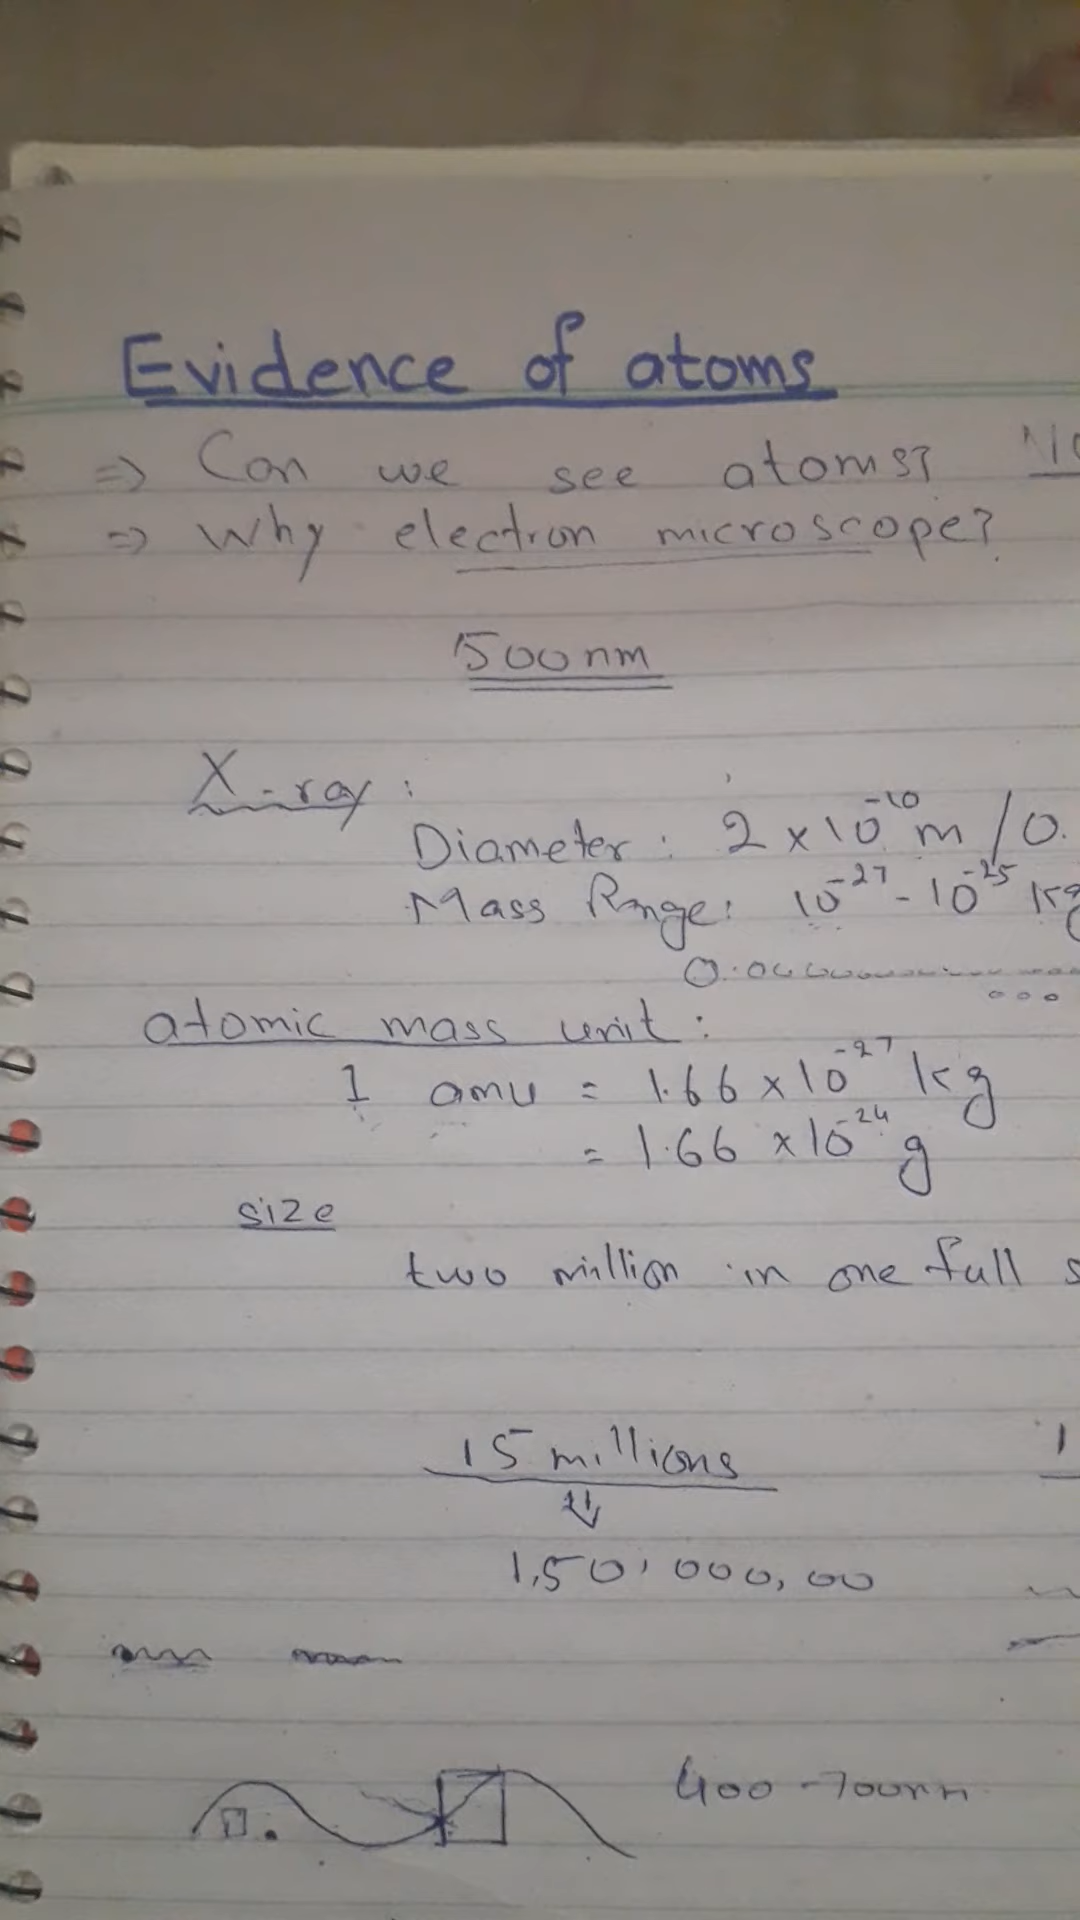 Evidence of atoms
⇒ Can we see atoms?
⇒ Why electron microscope?
500nm
X-ray:
Diameter: 2 × 10⁻¹⁰ m / 0.
Mass Range: 10⁻²⁷ - 10⁻²⁵ kg
atomic mass unit:
1 amu = 1.66 × 10⁻²⁷ kg
= 1.66 × 10⁻²⁴ g
size
two million in one full s
15 millions
1,50,000,00
400 - 700nm